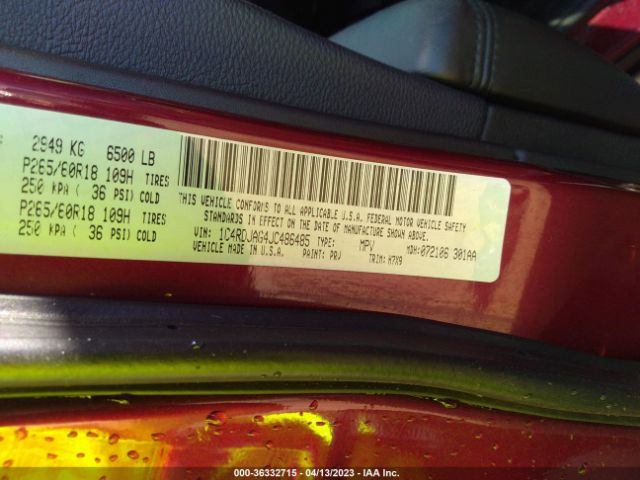 2949 KG 6500 LB
P265/60R18 109H TIRES
250 KPA ( 36 PSI) COLD
P265/60R18 109H TIRES
250 KPA ( 36 PSI) COLD
THIS VEHICLE CONFORMS TO ALL APPLICABLE U.S.A. FEDERAL MOTOR VEHICLE SAFETY
STANDARDS IN EFFECT ON THE DATE OF MANUFACTURE SHOWN ABOVE.
VIN: 1C4RDJAG4JC486485 TYPE: MPV MDH:072106 301AA
VEHICLE MADE IN U.S.A. PAINT: PRV TRIM: H7X9
000-36332715 - 04/13/2023 - IAA Inc.